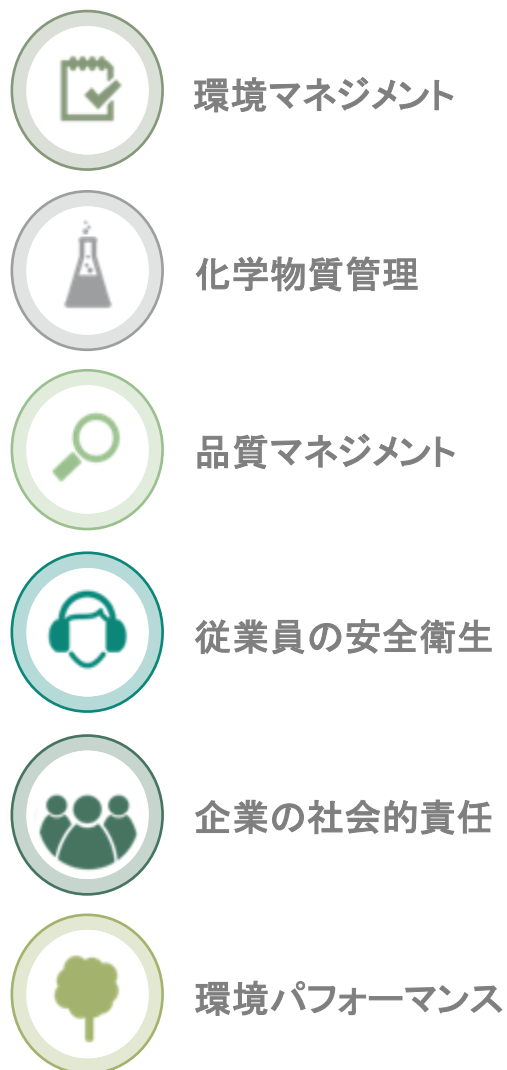 環境マネジメント
化学物質管理
品質マネジメント
従業員の安全衛生
企業の社会的責任
環境パフォーマンス